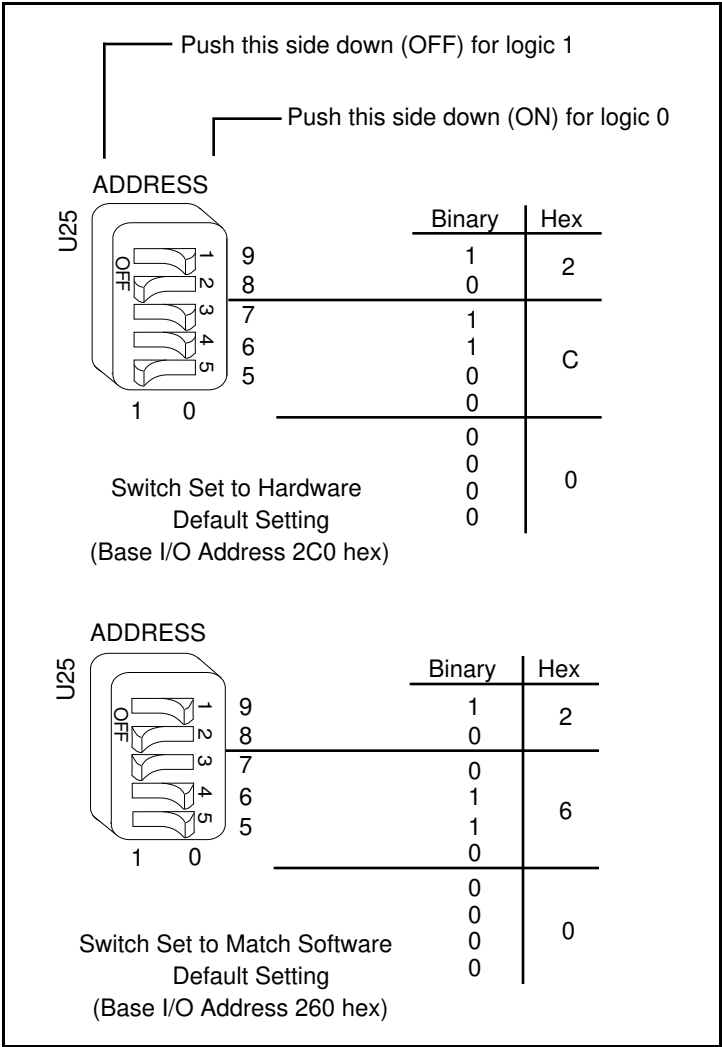 Push this side down (OFF) for logic 1
Push this side down (ON) for logic 0
ADDRESS
U25
OFF
1
2
3
4
5
9
8
7
6
5
1 0
Binary Hex
1
0
2
1
1
0
0
C
0
0
0
0
0
Switch Set to Hardware
Default Setting
(Base I/O Address 2C0 hex)
ADDRESS
U25
OFF
1
2
3
4
5
9
8
7
6
5
1 0
Binary Hex
1
0
2
0
1
1
0
6
0
0
0
0
0
Switch Set to Match Software
Default Setting
(Base I/O Address 260 hex)